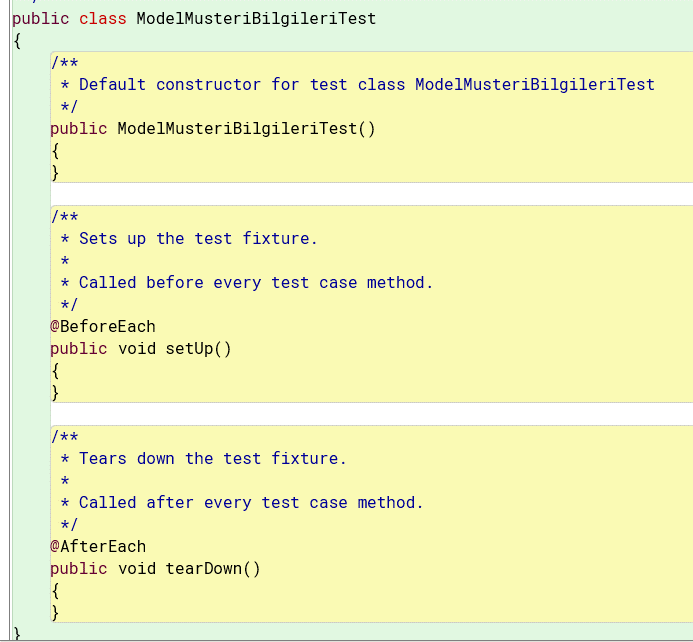 public class ModelMusteriBilgileriTest
{
/**
* Default constructor for test class ModelMusteriBilgileriTest
*/
public ModelMusteriBilgileriTest()
{
}
/**
* Sets up the test fixture.
*
* Called before every test case method.
*/
@BeforeEach
public void setUp()
{
}
/**
* Tears down the test fixture.
*
* Called after every test case method.
*/
@AfterEach
public void tearDown()
{
}
}